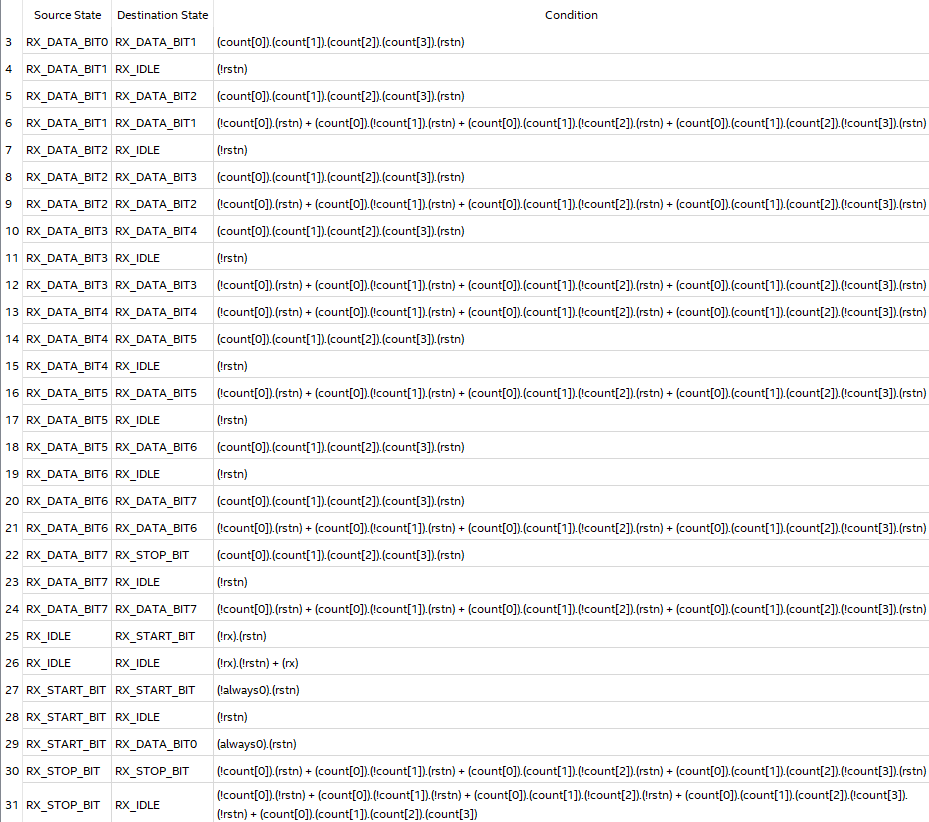 Source State Destination State Condition
3 RX_DATA_BIT0 RX_DATA_BIT1 (count[0]).(count[1]).(count[2]).(count[3]).(rstn)
4 RX_DATA_BIT1 RX_IDLE (!rstn)
5 RX_DATA_BIT1 RX_DATA_BIT2 (count[0]).(count[1]).(count[2]).(count[3]).(rstn)
6 RX_DATA_BIT1 RX_DATA_BIT1 (!count[0]).(rstn) + (count[0]).(!count[1]).(rstn) + (count[0]).(count[1]).(!count[2]).(rstn) + (count[0]).(count[1]).(count[2]).(!count[3]).(rstn)
7 RX_DATA_BIT2 RX_IDLE (!rstn)
8 RX_DATA_BIT2 RX_DATA_BIT3 (count[0]).(count[1]).(count[2]).(count[3]).(rstn)
9 RX_DATA_BIT2 RX_DATA_BIT2 (!count[0]).(rstn) + (count[0]).(!count[1]).(rstn) + (count[0]).(count[1]).(!count[2]).(rstn) + (count[0]).(count[1]).(count[2]).(!count[3]).(rstn)
10 RX_DATA_BIT3 RX_DATA_BIT4 (count[0]).(count[1]).(count[2]).(count[3]).(rstn)
11 RX_DATA_BIT3 RX_IDLE (!rstn)
12 RX_DATA_BIT3 RX_DATA_BIT3 (!count[0]).(rstn) + (count[0]).(!count[1]).(rstn) + (count[0]).(count[1]).(!count[2]).(rstn) + (count[0]).(count[1]).(count[2]).(!count[3]).(rstn)
13 RX_DATA_BIT4 RX_DATA_BIT4 (!count[0]).(rstn) + (count[0]).(!count[1]).(rstn) + (count[0]).(count[1]).(!count[2]).(rstn) + (count[0]).(count[1]).(count[2]).(!count[3]).(rstn)
14 RX_DATA_BIT4 RX_DATA_BIT5 (count[0]).(count[1]).(count[2]).(count[3]).(rstn)
15 RX_DATA_BIT4 RX_IDLE (!rstn)
16 RX_DATA_BIT5 RX_DATA_BIT5 (!count[0]).(rstn) + (count[0]).(!count[1]).(rstn) + (count[0]).(count[1]).(!count[2]).(rstn) + (count[0]).(count[1]).(count[2]).(!count[3]).(rstn)
17 RX_DATA_BIT5 RX_IDLE (!rstn)
18 RX_DATA_BIT5 RX_DATA_BIT6 (count[0]).(count[1]).(count[2]).(count[3]).(rstn)
19 RX_DATA_BIT6 RX_IDLE (!rstn)
20 RX_DATA_BIT6 RX_DATA_BIT7 (count[0]).(count[1]).(count[2]).(count[3]).(rstn)
21 RX_DATA_BIT6 RX_DATA_BIT6 (!count[0]).(rstn) + (count[0]).(!count[1]).(rstn) + (count[0]).(count[1]).(!count[2]).(rstn) + (count[0]).(count[1]).(count[2]).(!count[3]).(rstn)
22 RX_DATA_BIT7 RX_STOP_BIT (count[0]).(count[1]).(count[2]).(count[3]).(rstn)
23 RX_DATA_BIT7 RX_IDLE (!rstn)
24 RX_DATA_BIT7 RX_DATA_BIT7 (!count[0]).(rstn) + (count[0]).(!count[1]).(rstn) + (count[0]).(count[1]).(!count[2]).(rstn) + (count[0]).(count[1]).(count[2]).(!count[3]).(rstn)
25 RX_IDLE RX_START_BIT (!rx).(rstn)
26 RX_IDLE RX_IDLE (!rx).(!rstn) + (rx)
27 RX_START_BIT RX_START_BIT (!always0).(rstn)
28 RX_START_BIT RX_IDLE (!rstn)
29 RX_START_BIT RX_DATA_BIT0 (always0).(rstn)
30 RX_STOP_BIT RX_STOP_BIT (!count[0]).(rstn) + (count[0]).(!count[1]).(rstn) + (count[0]).(count[1]).(!count[2]).(rstn) + (count[0]).(count[1]).(count[2]).(!count[3]).(rstn)
31 RX_STOP_BIT RX_IDLE (!count[0]).(!rstn) + (count[0]).(!count[1]).(!rstn) + (count[0]).(count[1]).(!count[2]).(!rstn) + (count[0]).(count[1]).(count[2]).(!count[3]).
(!rstn) + (count[0]).(count[1]).(count[2]).(count[3])